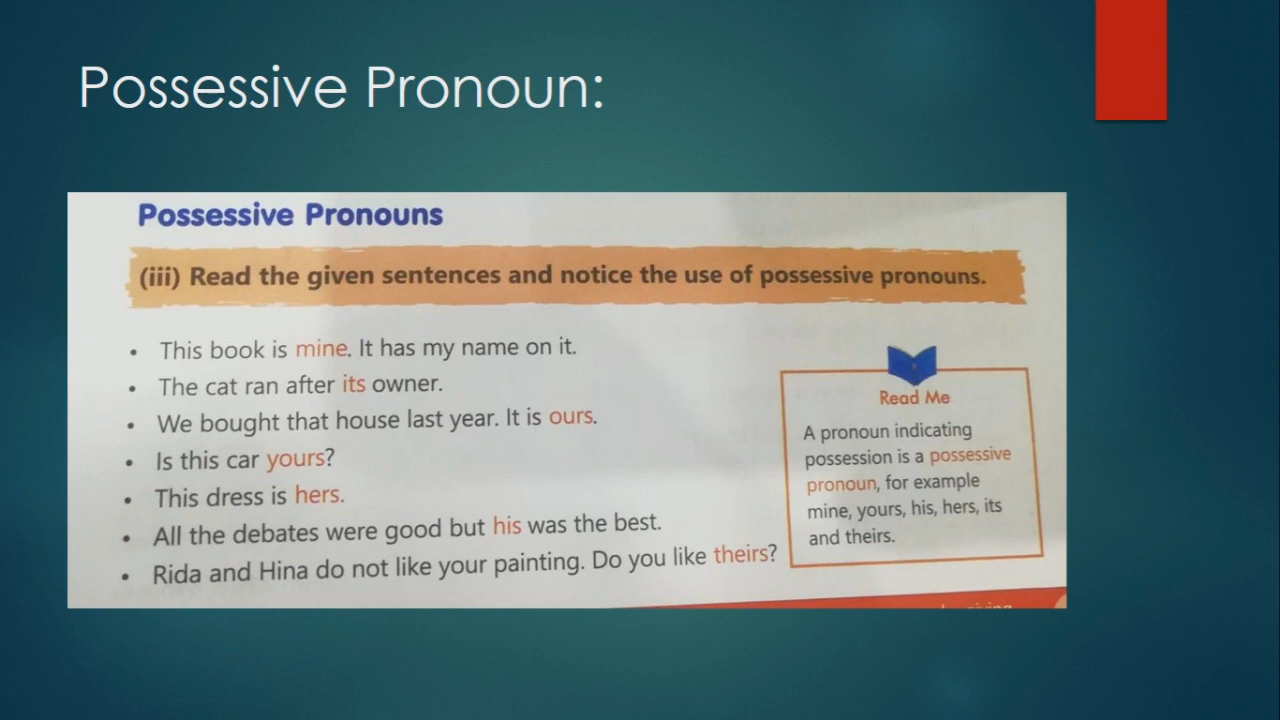 Possessive Pronoun:
Possessive Pronouns
(iii) Read the given sentences and notice the use of possessive pronouns.
• This book is mine. It has my name on it.
• The cat ran after its owner.
• We bought that house last year. It is ours.
• Is this car yours?
• This dress is hers.
• All the debates were good but his was the best.
• Rida and Hina do not like your painting. Do you like theirs?
Read Me
A pronoun indicating
possession is a possessive
pronoun, for example
mine, yours, his, hers, its
and theirs.